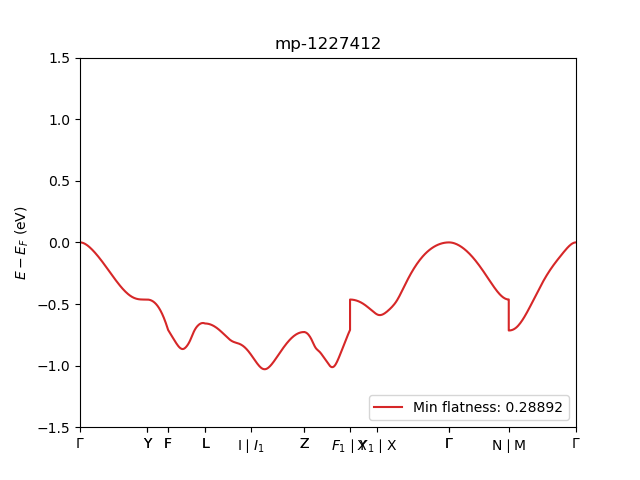 mp-1227412
E − E_F (eV)
1.5
1.0
0.5
0.0
−0.5
−1.0
−1.5
Min flatness: 0.28892
Γ Y F L I | I₁ Z F₁ | Y X₁ | X Γ N | M Γ